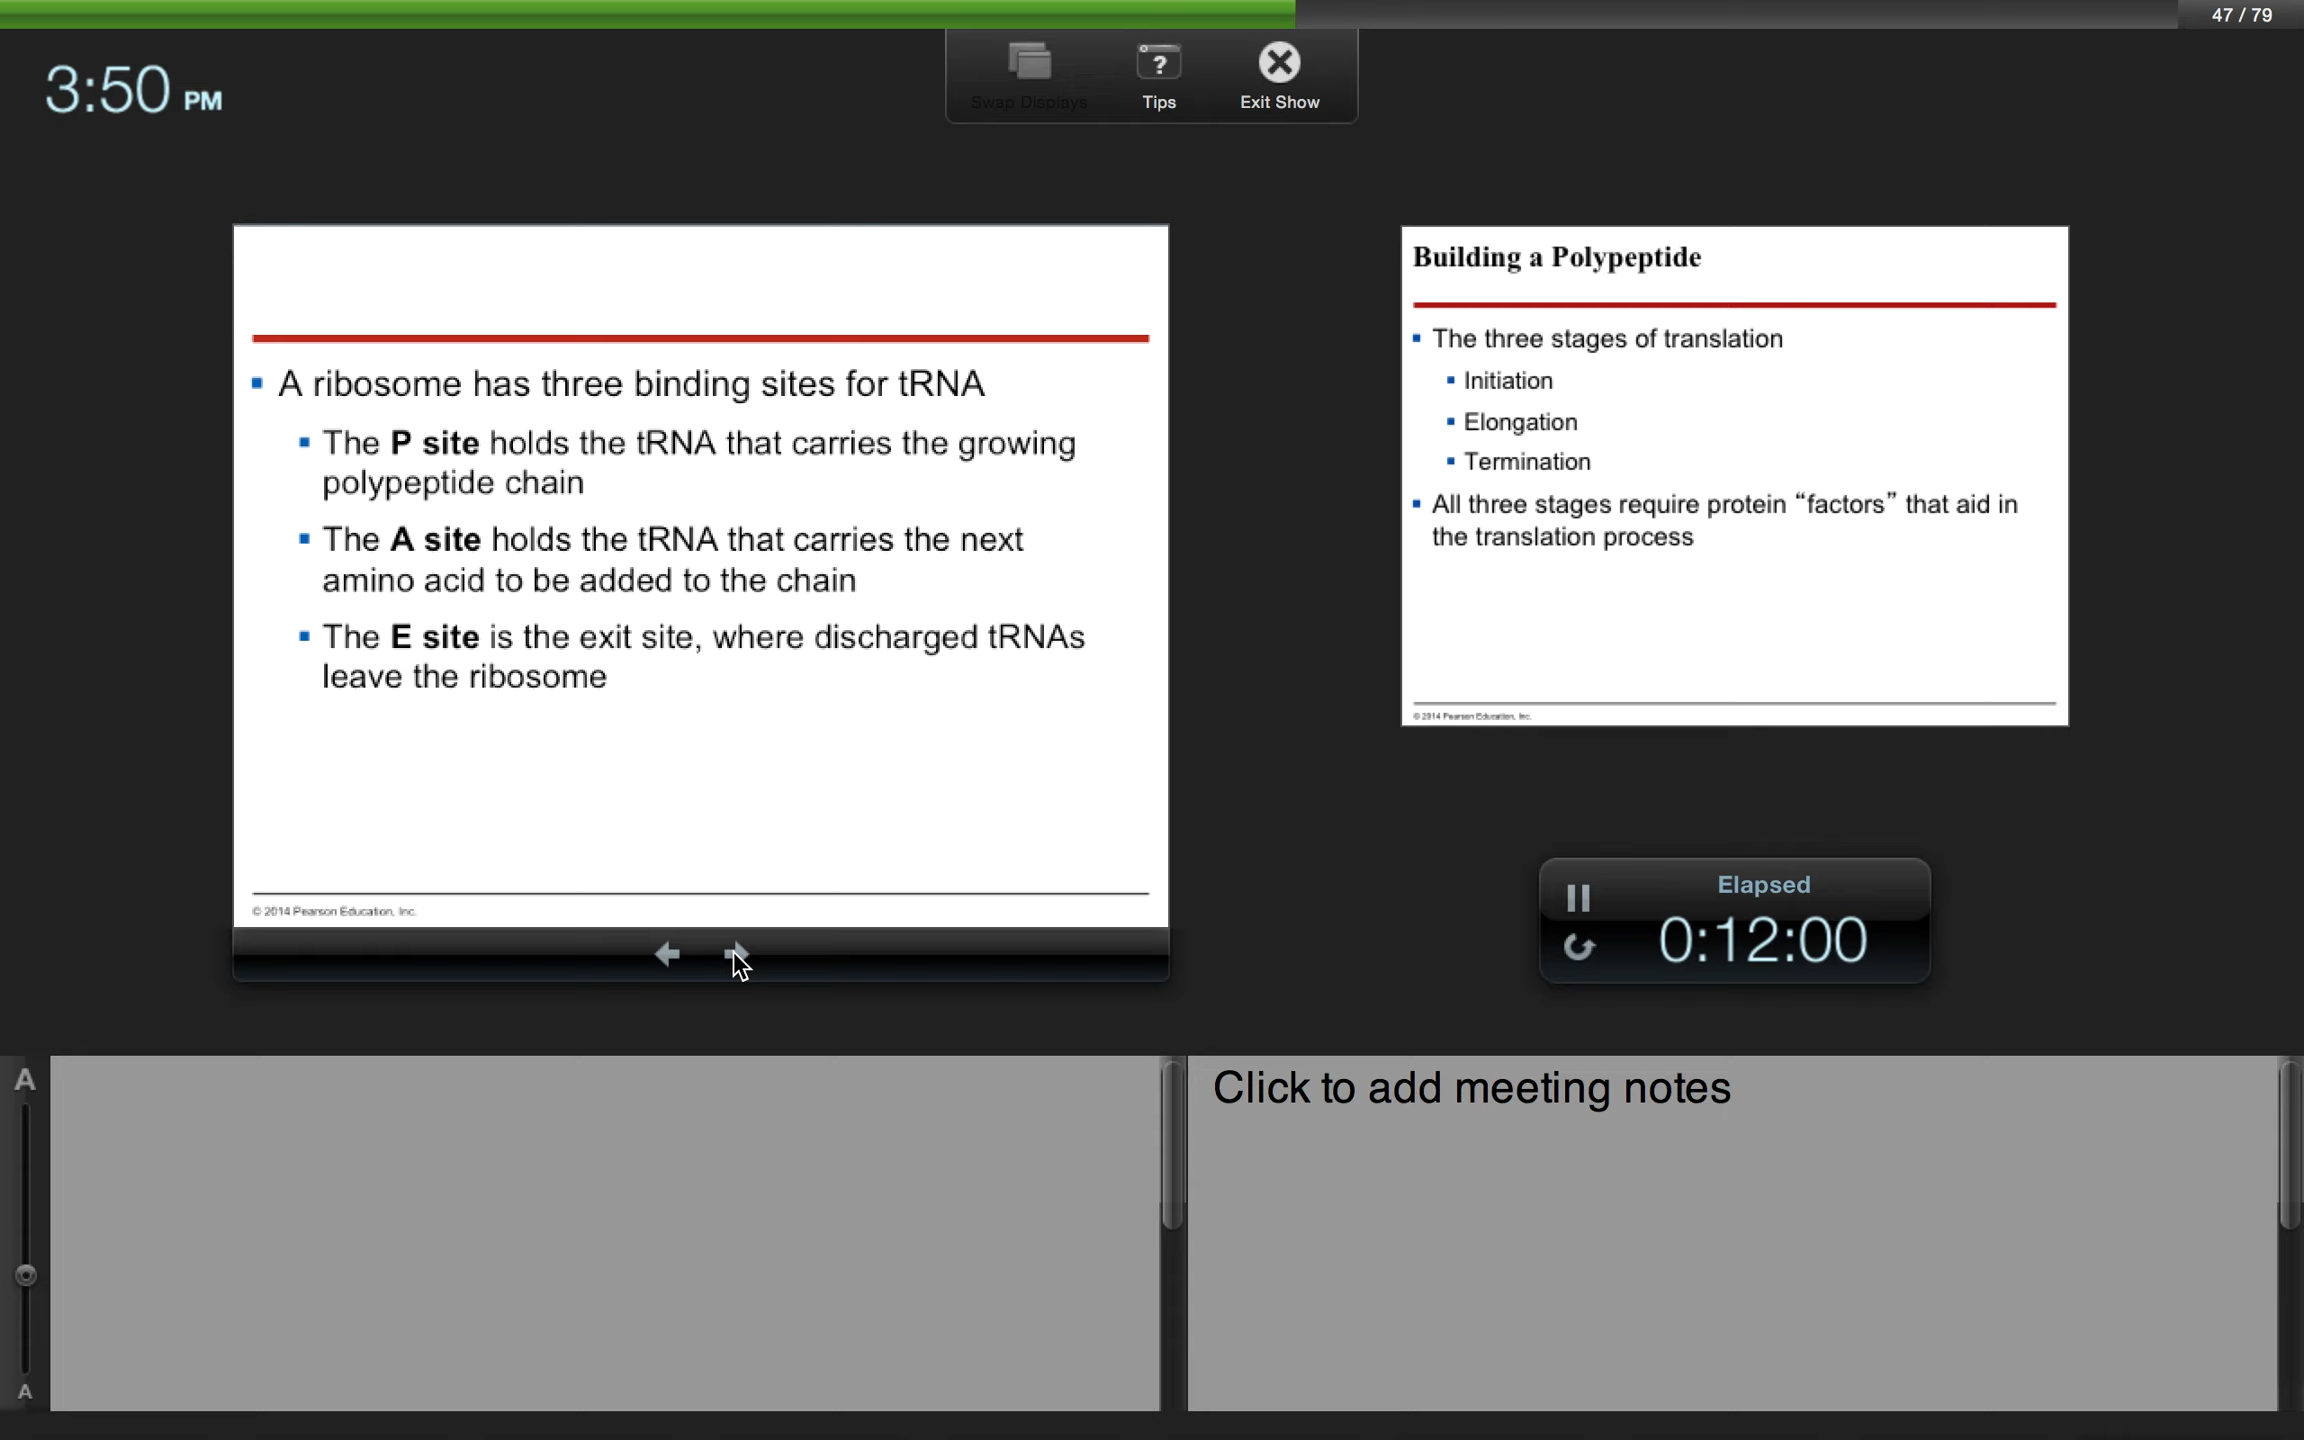 47 / 79
3:50 PM
Swap Displays
Tips
Exit Show
A ribosome has three binding sites for tRNA
The P site holds the tRNA that carries the growing
polypeptide chain
The A site holds the tRNA that carries the next
amino acid to be added to the chain
The E site is the exit site, where discharged tRNAs
leave the ribosome
© 2014 Pearson Education, Inc.
Building a Polypeptide
The three stages of translation
Initiation
Elongation
Termination
All three stages require protein “factors” that aid in
the translation process
© 2014 Pearson Education, Inc.
Elapsed
0:12:00
A
A
Click to add meeting notes